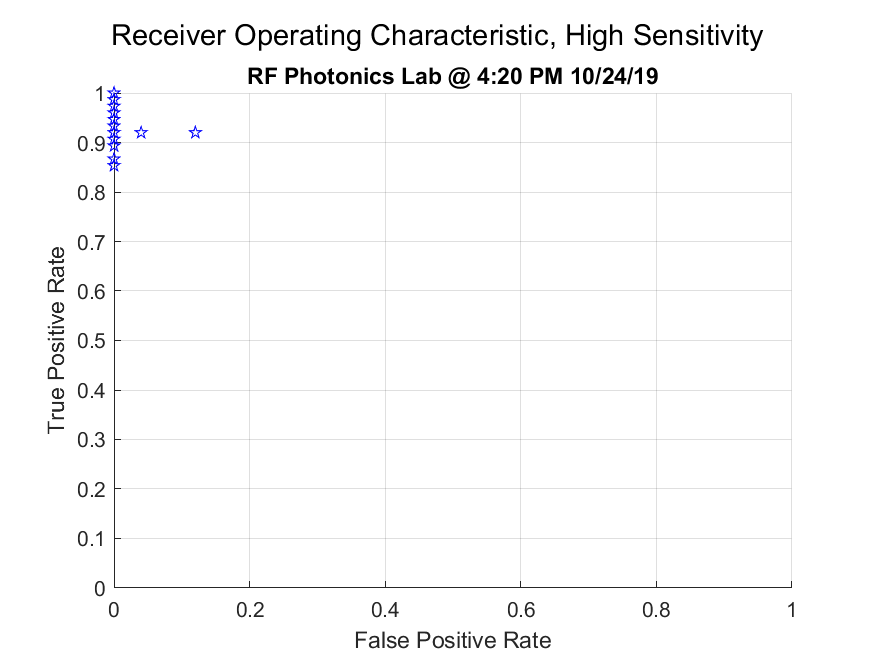 Receiver Operating Characteristic, High Sensitivity
RF Photonics Lab @ 4:20 PM 10/24/19
1
0.9
0.8
0.7
0.6
0.5
0.4
0.3
0.2
0.1
0
True Positive Rate
0 0.2 0.4 0.6 0.8 1
False Positive Rate